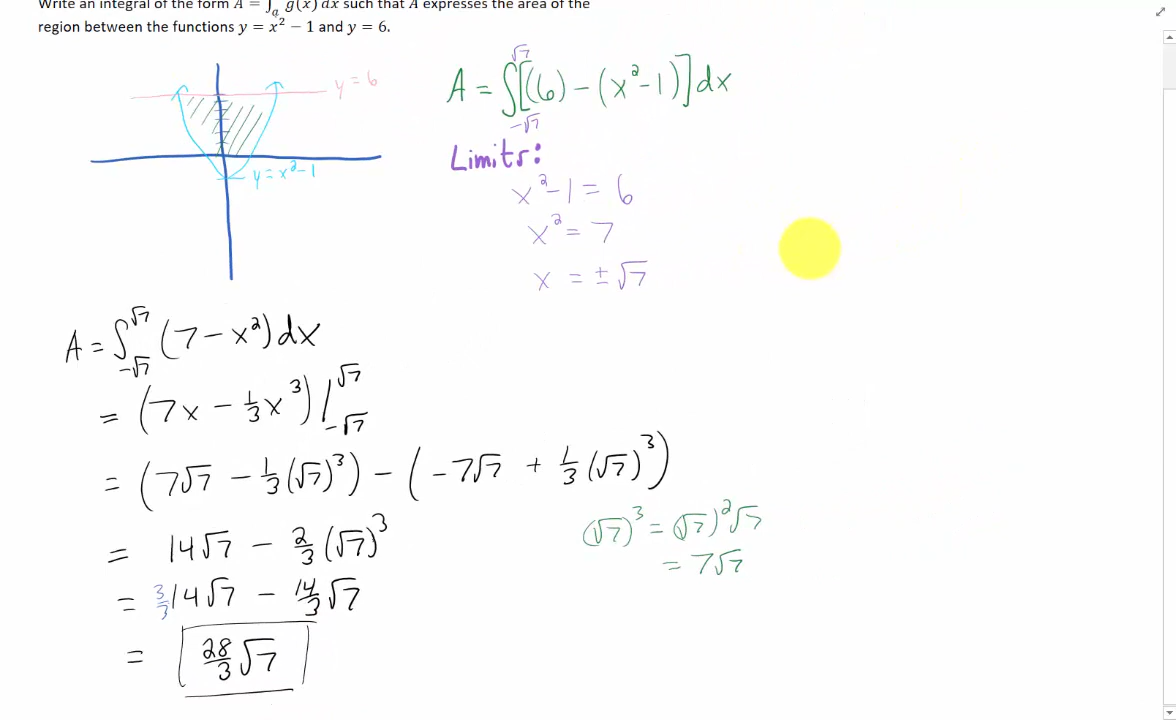 Write an integral of the form A = ∫ₐ g(x) dx such that A expresses the area of the
region between the functions y = x² − 1 and y = 6.
y = 6
y = x² − 1
A = ∫_{−√7}^{√7} [(6) − (x² − 1)] dx
Limits:
x² − 1 = 6
x² = 7
x = ± √7
A = ∫_{−√7}^{√7} (7 − x²) dx
= (7x − 1/3 x³) |_{−√7}^{√7}
= (7√7 − 1/3 (√7)³) − (−7√7 + 1/3 (√7)³)
(√7)³ = (√7)² √7
= 7√7
= 14√7 − 2/3 (√7)³
= 3/3 14√7 − 14/3 √7
= 28/3 √7